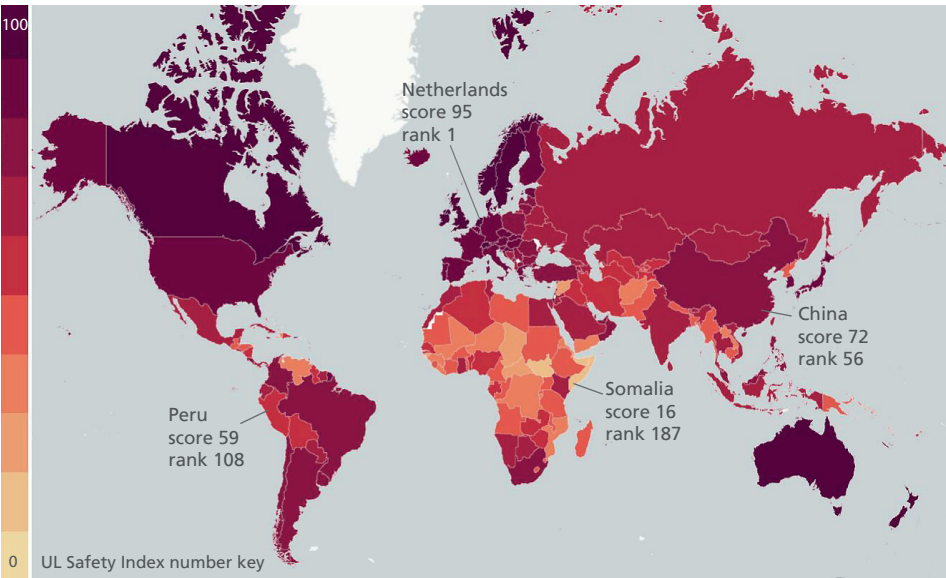 100
Netherlands
score 95
rank 1
China
score 72
rank 56
Somalia
score 16
rank 187
Peru
score 59
rank 108
0
UL Safety Index number key